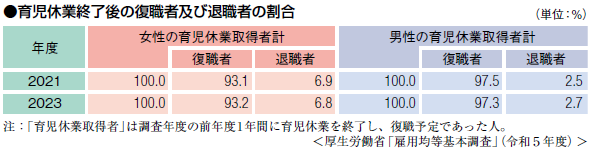 ●育児休業終了後の復職者及び退職者の割合
(単位:%)
年度 女性の育児休業取得者計 男性の育児休業取得者計
復職者 退職者 復職者 退職者
2021 100.0 93.1 6.9 100.0 97.5 2.5
2023 100.0 93.2 6.8 100.0 97.3 2.7
注:「育児休業取得者」は調査年度の前年度1年間に育児休業を終了し、復職予定であった人。
<厚生労働省「雇用均等基本調査」(令和5年度)>